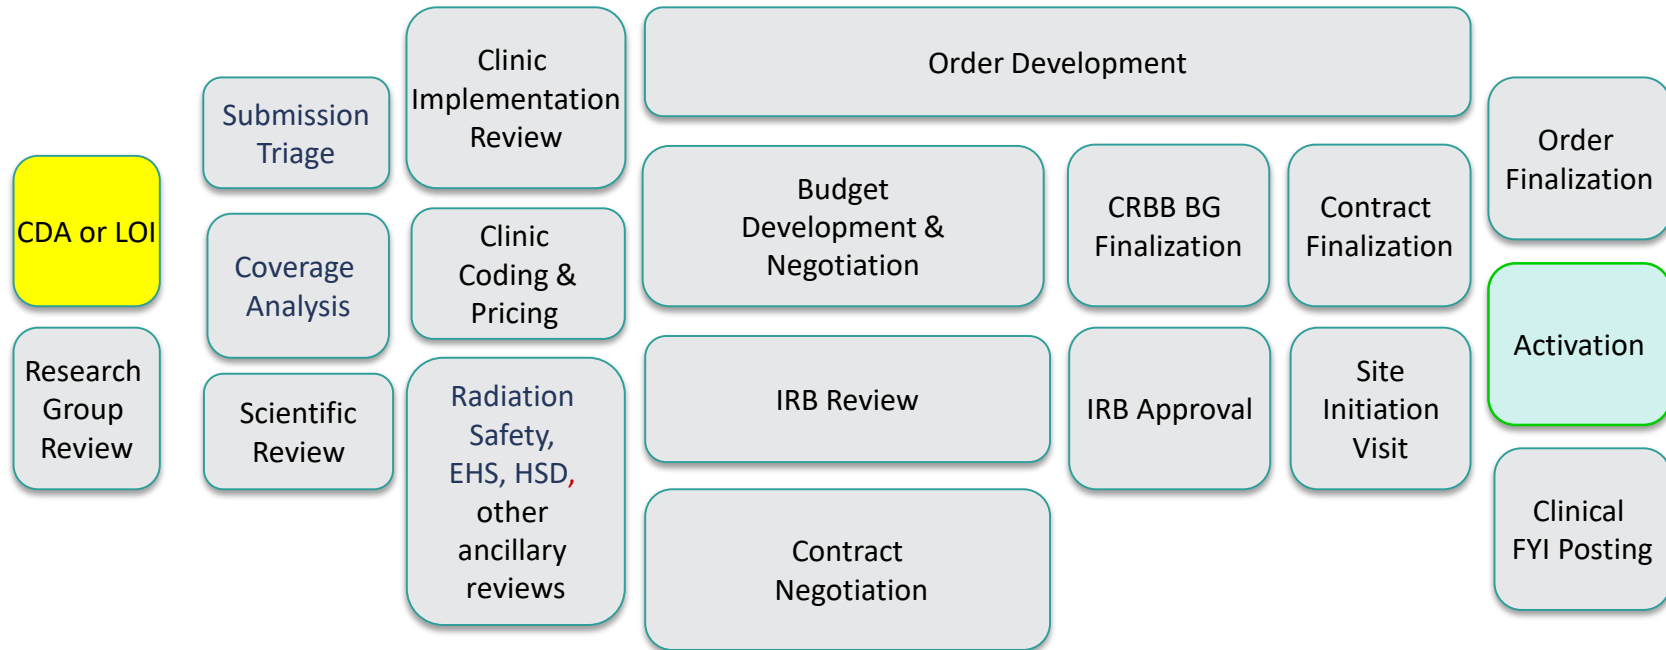 CDA or LOI
Research
Group
Review
Submission
Triage
Coverage
Analysis
Scientific
Review
Clinic
Implementation
Review
Clinic
Coding &
Pricing
Radiation
Safety,
EHS, HSD,
other
ancillary
reviews
Order Development
Budget
Development &
Negotiation
IRB Review
Contract
Negotiation
CRBB BG
Finalization
IRB Approval
Contract
Finalization
Site
Initiation
Visit
Order
Finalization
Activation
Clinical
FYI Posting